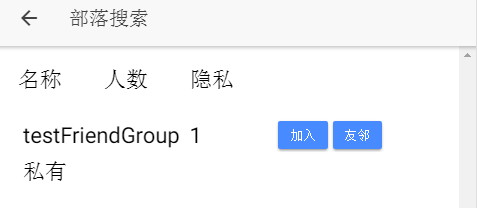 部落搜索
名称 人数 隐私
testFriendGroup 1 加入 友邻
私有